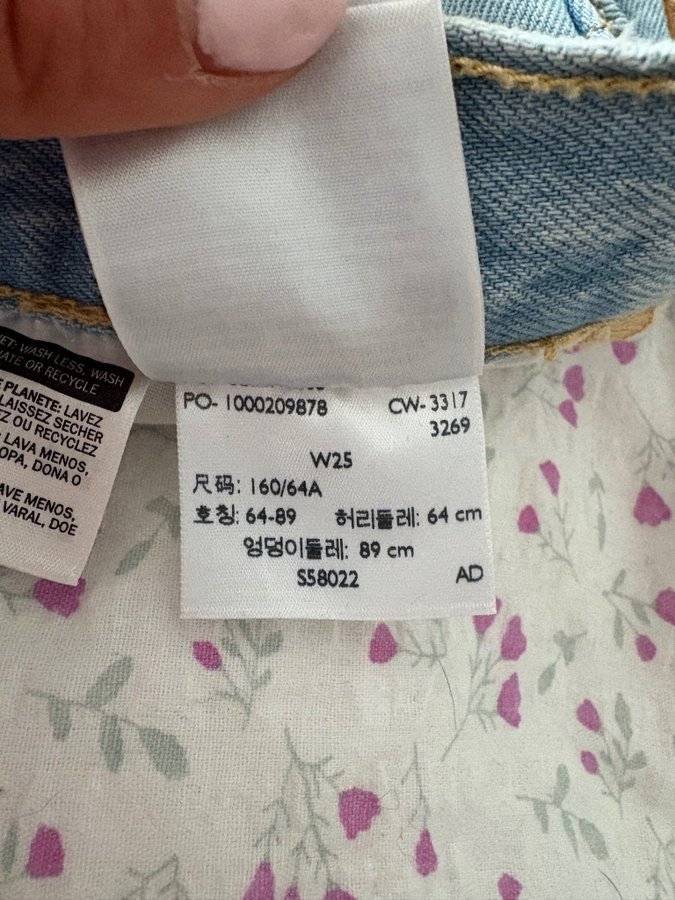 ET: WASH LESS, WASH
ATE OR RECYCLE
E PLANETE: LAVEZ
LAISSEZ SECHER
Z OU RECYCLEZ
LAVA MENOS,
OPA, DONA O
AVE MENOS,
VARAL, DOE
PO- 1000209878 CW- 3317
3269
W25
尺码: 160/64A
호칭: 64-89 허리둘레: 64 cm
엉덩이둘레: 89 cm
S58022 AD